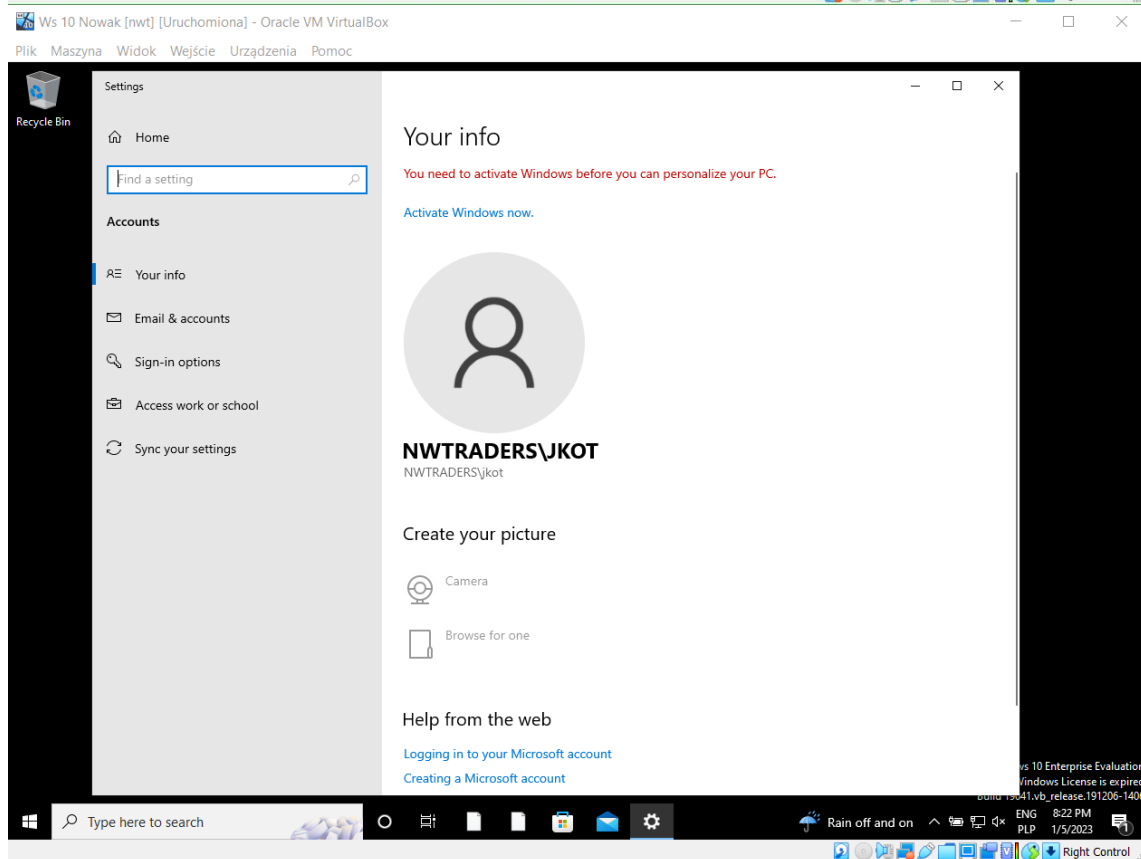 Ws 10 Nowak [nwt] [Uruchomiona] - Oracle VM VirtualBox
Plik Maszyna Widok Wejście Urządzenia Pomoc
Recycle Bin
Settings
Home
Find a setting
Accounts
Your info
Email & accounts
Sign-in options
Access work or school
Sync your settings
Your info
You need to activate Windows before you can personalize your PC.
Activate Windows now.
NWTRADERS\JKOT
NWTRADERS\jkot
Create your picture
Camera
Browse for one
Help from the web
Logging in to your Microsoft account
Creating a Microsoft account
ws 10 Enterprise Evaluation
Windows License is expired
Build 19041.vb_release.191206-140
Type here to search
Rain off and on
ENG
PLP
8:22 PM
1/5/2023
1
Right Control